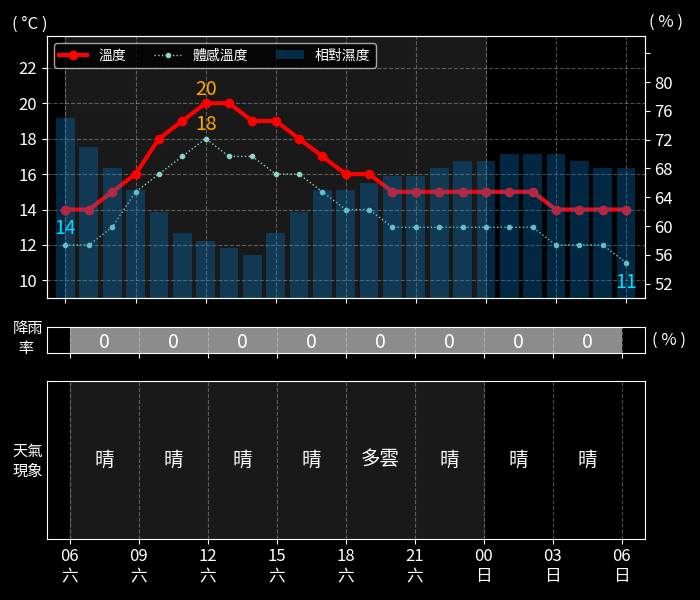 ( °C )
( % )
溫度 體感溫度 相對濕度
22
20
18
16
14
12
10
80
76
72
68
64
60
56
52
20
18
14
11
降雨
率
0 0 0 0 0 0 0 0
( % )
天氣
現象
晴 晴 晴 晴 多雲 晴 晴 晴
06 09 12 15 18 21 00 03 06
六 六 六 六 六 六 日 日 日